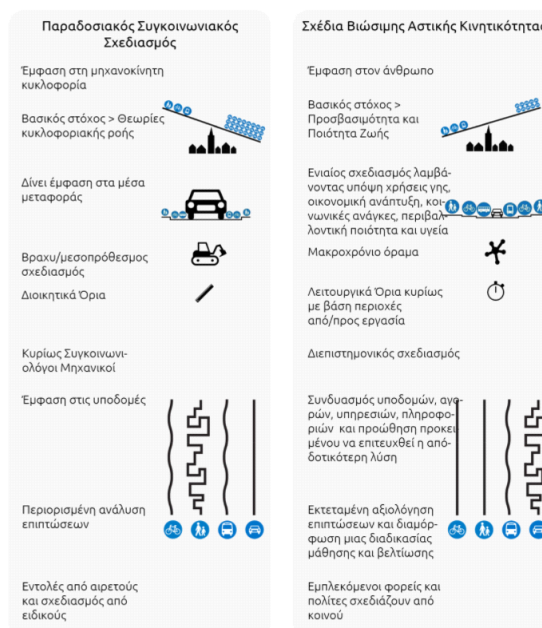 Παραδοσιακός Συγκοινωνιακός
Σχεδιασμός
Έμφαση στη μηχανοκίνητη
κυκλοφορία
Βασικός στόχος > Θεωρίες
κυκλοφοριακής ροής
Δίνει έμφαση στα μέσα
μεταφοράς
Βραχυ/μεσοπρόθεσμος
σχεδιασμός
Διοικητικά Όρια
Κυρίως Συγκοινωνι-
ολόγοι Μηχανικοί
Έμφαση στις υποδομές
Περιορισμένη ανάλυση
επιπτώσεων
Εντολές από αιρετούς
και σχεδιασμός από
ειδικούς
Σχέδια Βιώσιμης Αστικής Κινητικότητας
Έμφαση στον άνθρωπο
Βασικός στόχος >
Προσβασιμότητα και
Ποιότητα Ζωής
Ενιαίος σχεδιασμός λαμβά-
νοντας υπόψη χρήσεις γης,
οικονομική ανάπτυξη, κοι-
νωνικές ανάγκες, περιβαλ-
λοντική ποιότητα και υγεία
Μακροχρόνιο όραμα
Λειτουργικά Όρια κυρίως
με βάση περιοχές
από/προς εργασία
Διεπιστημονικός σχεδιασμός
Συνδυασμός υποδομών, αγο-
ρών, υπηρεσιών, πληροφο-
ριών και προώθηση προκει-
μένου να επιτευχθεί η από-
δοτικότερη λύση
Εκτεταμένη αξιολόγηση
επιπτώσεων και διαμόρ-
φωση μιας διαδικασίας
μάθησης και βελτίωσης
Εμπλεκόμενοι φορείς και
πολίτες σχεδιάζουν από
κοινού